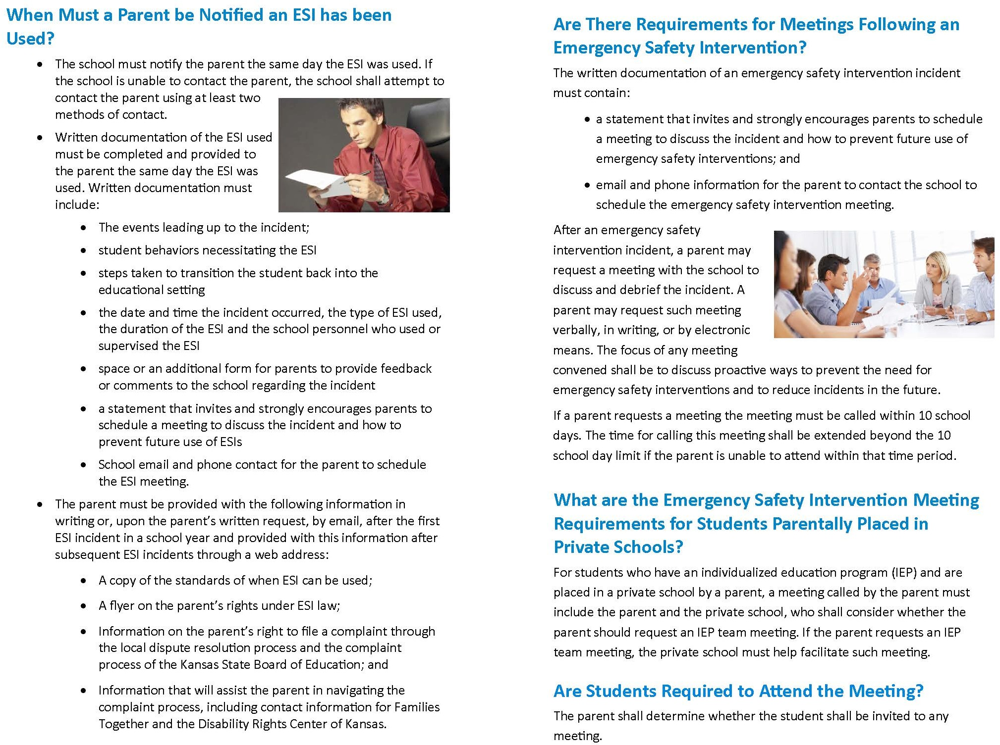 When Must a Parent be Notified an ESI has been
Used?
• The school must notify the parent the same day the ESI was used. If
the school is unable to contact the parent, the school shall attempt to
contact the parent using at least two
methods of contact.
• Written documentation of the ESI used
must be completed and provided to
the parent the same day the ESI was
used. Written documentation must
include:
• The events leading up to the incident;
• student behaviors necessitating the ESI
• steps taken to transition the student back into the
educational setting
• the date and time the incident occurred, the type of ESI used,
the duration of the ESI and the school personnel who used or
supervised the ESI
• space or an additional form for parents to provide feedback
or comments to the school regarding the incident
• a statement that invites and strongly encourages parents to
schedule a meeting to discuss the incident and how to
prevent future use of ESIs
• School email and phone contact for the parent to schedule
the ESI meeting.
• The parent must be provided with the following information in
writing or, upon the parent’s written request, by email, after the first
ESI incident in a school year and provided with this information after
subsequent ESI incidents through a web address:
• A copy of the standards of when ESI can be used;
• A flyer on the parent’s rights under ESI law;
• Information on the parent’s right to file a complaint through
the local dispute resolution process and the complaint
process of the Kansas State Board of Education; and
• Information that will assist the parent in navigating the
complaint process, including contact information for Families
Together and the Disability Rights Center of Kansas.
Are There Requirements for Meetings Following an
Emergency Safety Intervention?
The written documentation of an emergency safety intervention incident
must contain:
• a statement that invites and strongly encourages parents to schedule
a meeting to discuss the incident and how to prevent future use of
emergency safety interventions; and
• email and phone information for the parent to contact the school to
schedule the emergency safety intervention meeting.
After an emergency safety
intervention incident, a parent may
request a meeting with the school to
discuss and debrief the incident. A
parent may request such meeting
verbally, in writing, or by electronic
means. The focus of any meeting
convened shall be to discuss proactive ways to prevent the need for
emergency safety interventions and to reduce incidents in the future.
If a parent requests a meeting the meeting must be called within 10 school
days. The time for calling this meeting shall be extended beyond the 10
school day limit if the parent is unable to attend within that time period.
What are the Emergency Safety Intervention Meeting
Requirements for Students Parentally Placed in
Private Schools?
For students who have an individualized education program (IEP) and are
placed in a private school by a parent, a meeting called by the parent must
include the parent and the private school, who shall consider whether the
parent should request an IEP team meeting. If the parent requests an IEP
team meeting, the private school must help facilitate such meeting.
Are Students Required to Attend the Meeting?
The parent shall determine whether the student shall be invited to any
meeting.